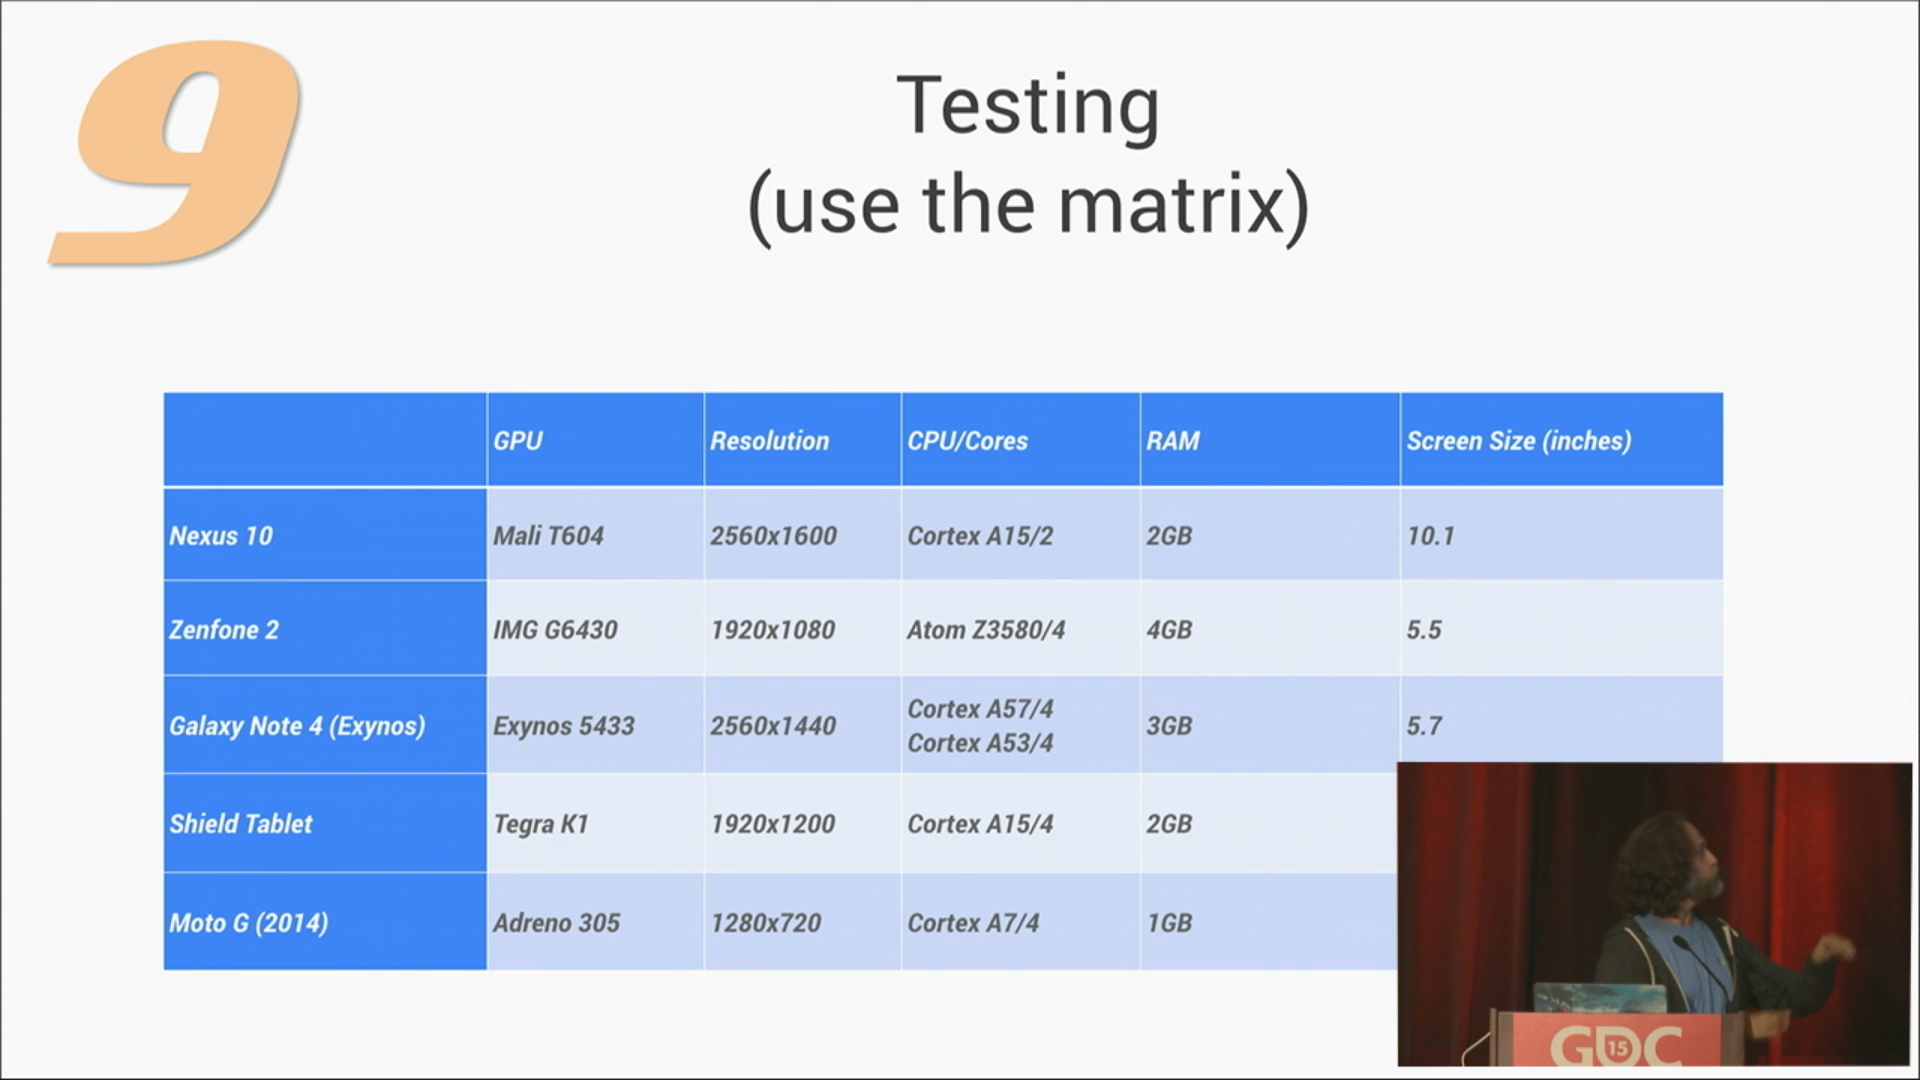 9
Testing
(use the matrix)
GPU Resolution CPU/Cores RAM Screen Size (inches)
Nexus 10 Mali T604 2560x1600 Cortex A15/2 2GB 10.1
Zenfone 2 IMG G6430 1920x1080 Atom Z3580/4 4GB 5.5
Galaxy Note 4 (Exynos) Exynos 5433 2560x1440 Cortex A57/4
Cortex A53/4 3GB 5.7
Shield Tablet Tegra K1 1920x1200 Cortex A15/4 2GB
Moto G (2014) Adreno 305 1280x720 Cortex A7/4 1GB
GDC
15